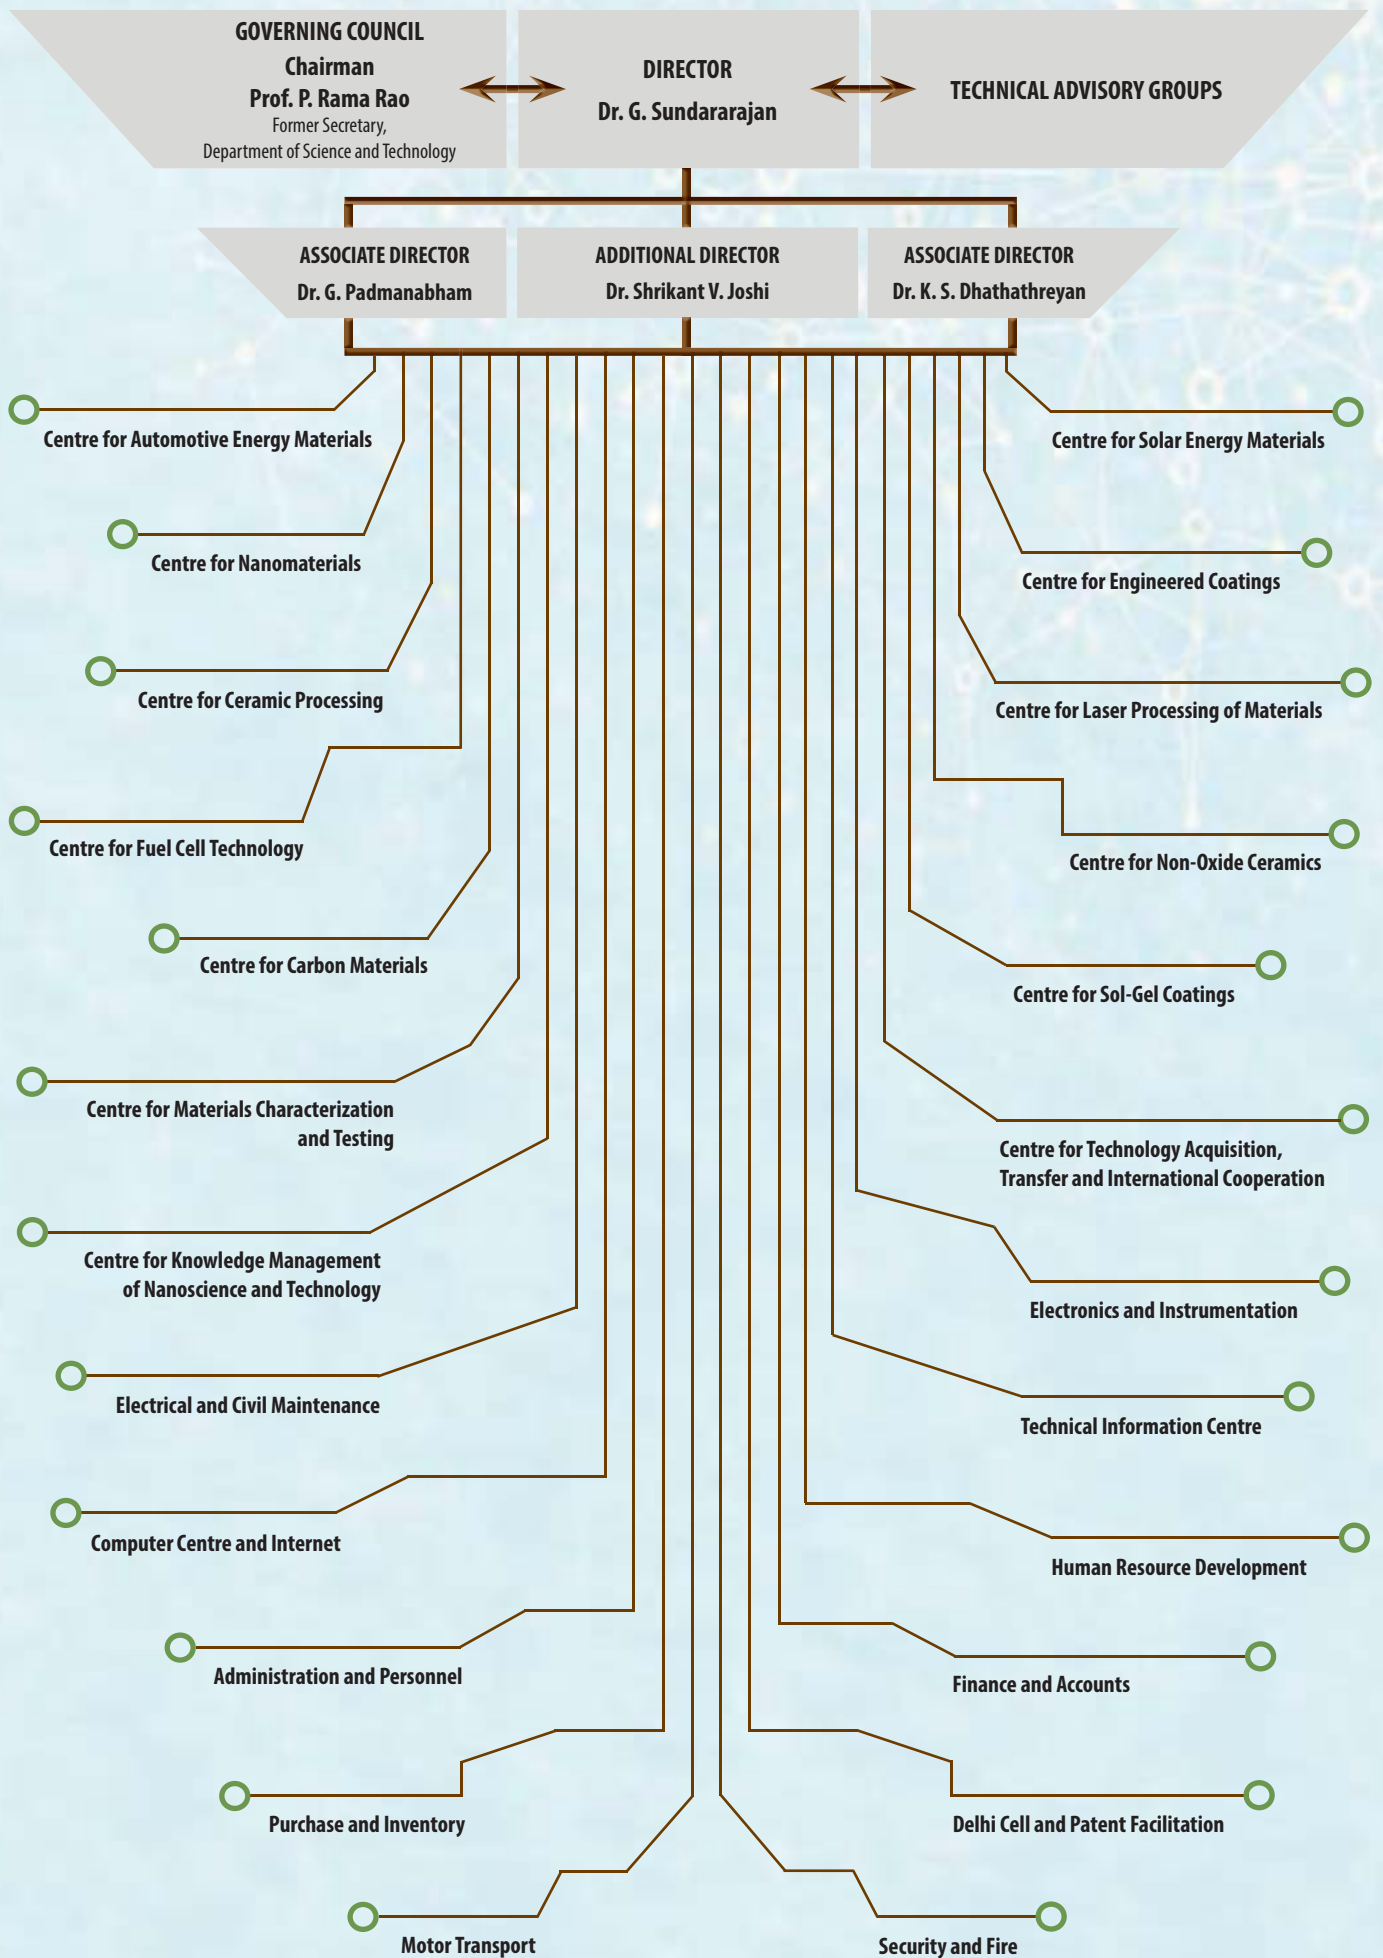 GOVERNING COUNCIL
Chairman
Prof. P. Rama Rao
Former Secretary,
Department of Science and Technology
DIRECTOR
Dr. G. Sundararajan
TECHNICAL ADVISORY GROUPS
ASSOCIATE DIRECTOR
Dr. G. Padmanabham
ADDITIONAL DIRECTOR
Dr. Shrikant V. Joshi
ASSOCIATE DIRECTOR
Dr. K. S. Dhathathreyan
Centre for Automotive Energy Materials
Centre for Solar Energy Materials
Centre for Nanomaterials
Centre for Engineered Coatings
Centre for Ceramic Processing
Centre for Laser Processing of Materials
Centre for Fuel Cell Technology
Centre for Non-Oxide Ceramics
Centre for Carbon Materials
Centre for Sol-Gel Coatings
Centre for Materials Characterization
and Testing
Centre for Technology Acquisition,
Transfer and International Cooperation
Centre for Knowledge Management
of Nanoscience and Technology
Electronics and Instrumentation
Electrical and Civil Maintenance
Technical Information Centre
Computer Centre and Internet
Human Resource Development
Administration and Personnel
Finance and Accounts
Purchase and Inventory
Delhi Cell and Patent Facilitation
Motor Transport
Security and Fire